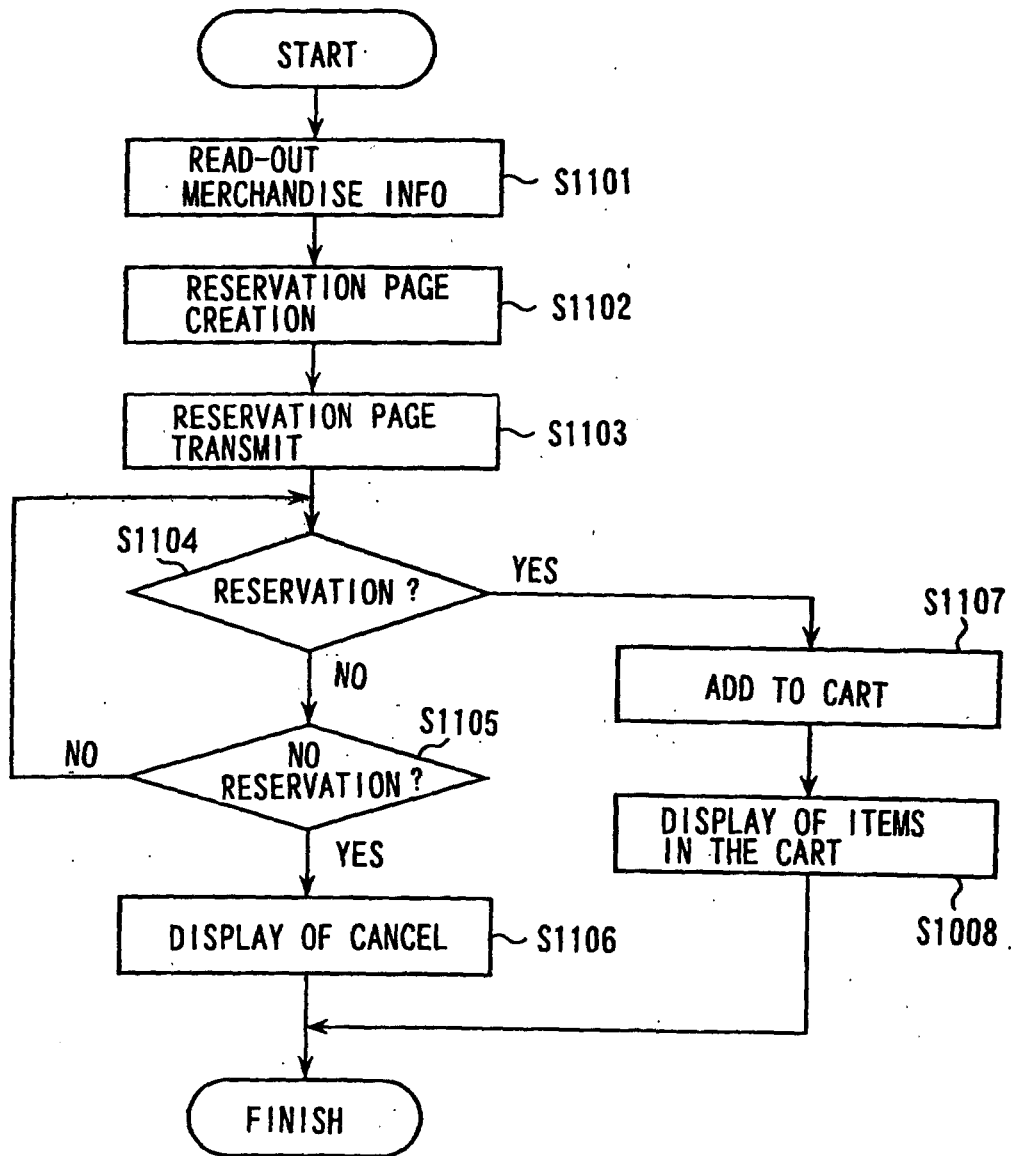 START
READ-OUT
MERCHANDISE INFO
S1101
RESERVATION PAGE
CREATION
S1102
RESERVATION PAGE
TRANSMIT
S1103
S1104
RESERVATION ?
YES
NO
S1107
ADD TO CART
S1105
NO
RESERVATION ?
NO
YES
DISPLAY OF ITEMS
IN THE CART
S1008
DISPLAY OF CANCEL
S1106
FINISH